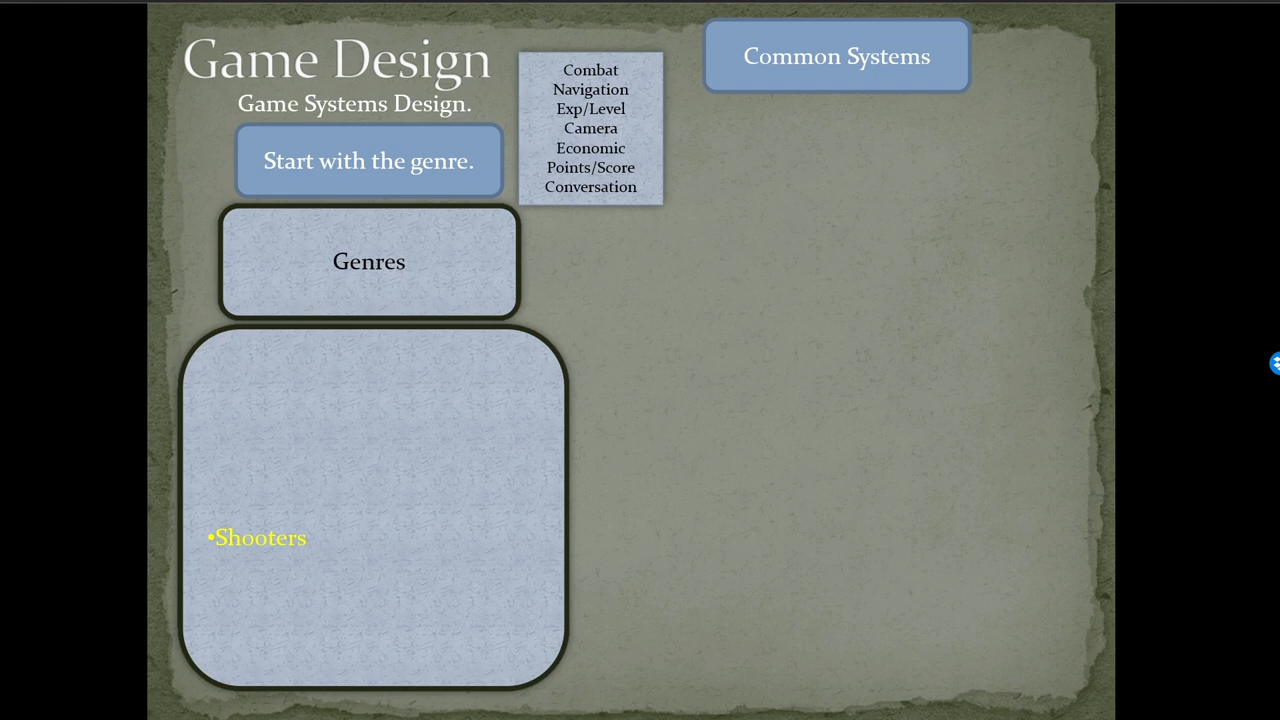 Game Design
Game Systems Design.
Start with the genre.
Combat
Navigation
Exp/Level
Camera
Economic
Points/Score
Conversation
Common Systems
Genres
•Shooters